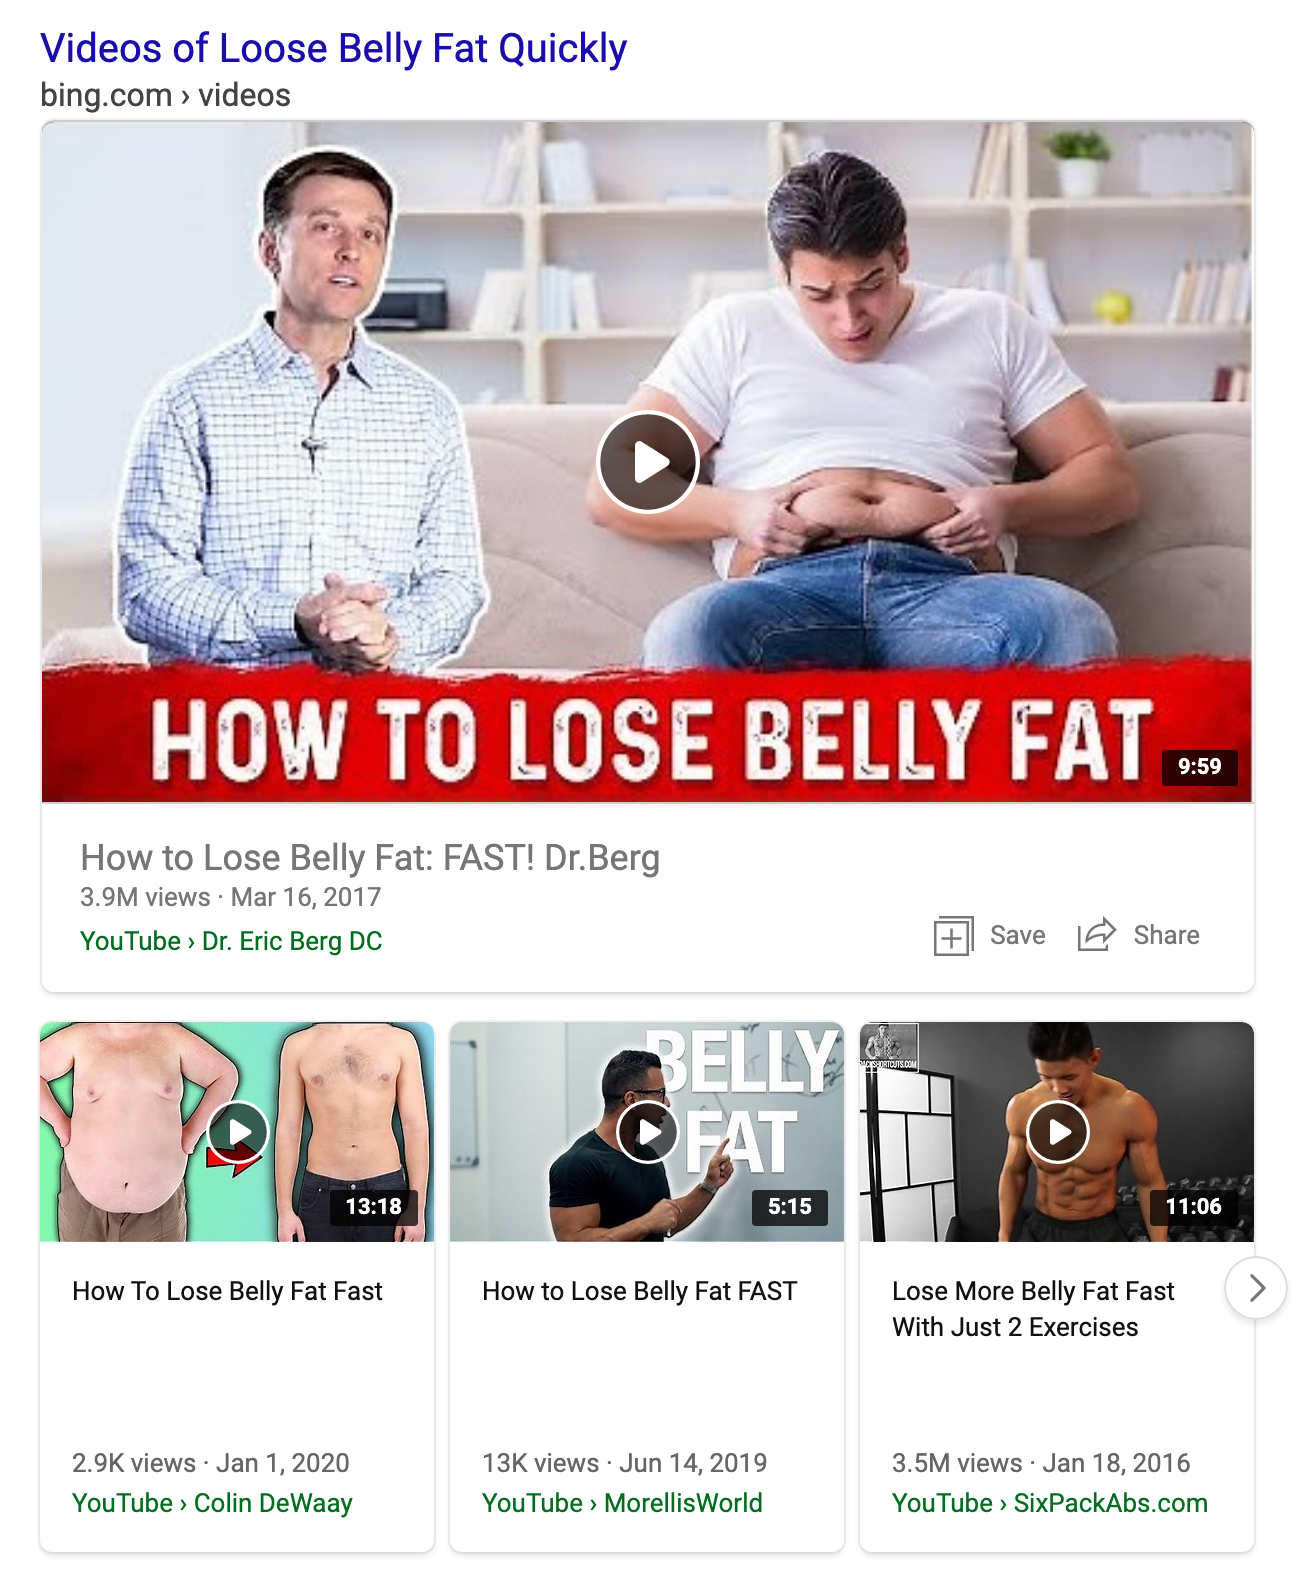 Videos of Loose Belly Fat Quickly
bing.com › videos
HOW TO LOSE BELLY FAT
9:59
How to Lose Belly Fat: FAST! Dr.Berg
3.9M views · Mar 16, 2017
YouTube › Dr. Eric Berg DC
Save
Share
13:18
How To Lose Belly Fat Fast
2.9K views · Jan 1, 2020
YouTube › Colin DeWaay
BELLY
FAT
5:15
How to Lose Belly Fat FAST
13K views · Jun 14, 2019
YouTube › MorellisWorld
11:06
Lose More Belly Fat Fast
With Just 2 Exercises
3.5M views · Jan 18, 2016
YouTube › SixPackAbs.com